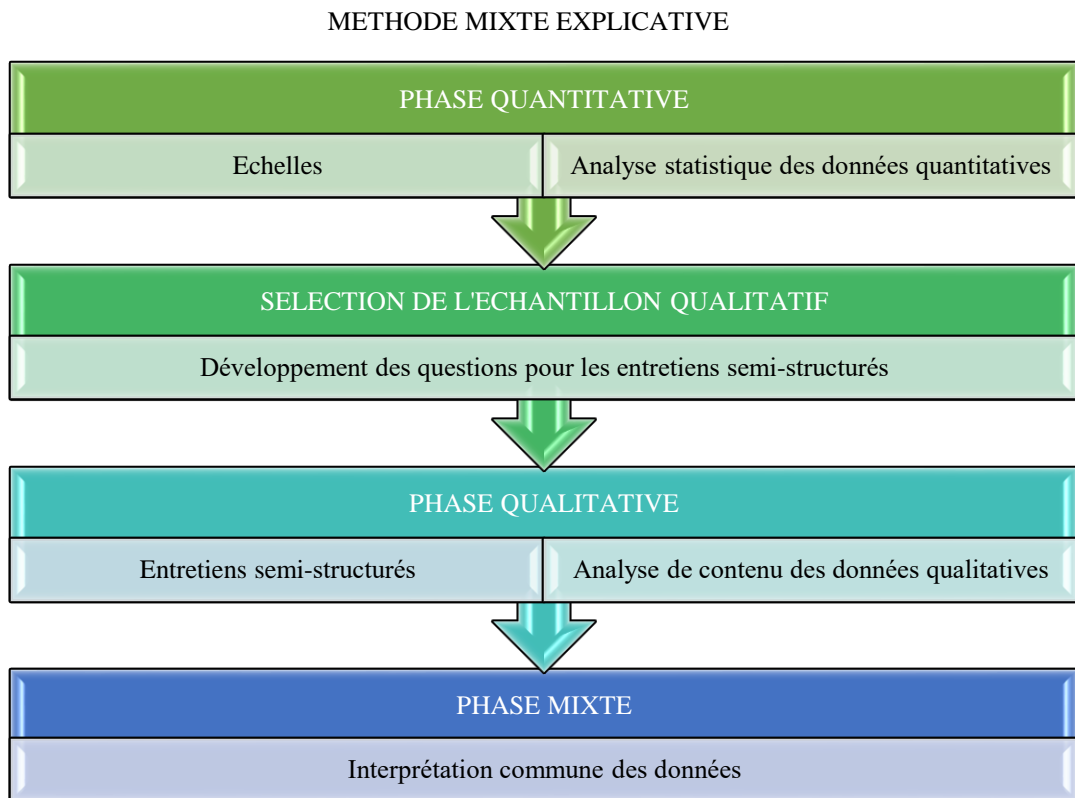 METHODE MIXTE EXPLICATIVE
PHASE QUANTITATIVE
Echelles
Analyse statistique des données quantitatives
SELECTION DE L'ECHANTILLON QUALITATIF
Développement des questions pour les entretiens semi-structurés
PHASE QUALITATIVE
Entretiens semi-structurés
Analyse de contenu des données qualitatives
PHASE MIXTE
Interprétation commune des données